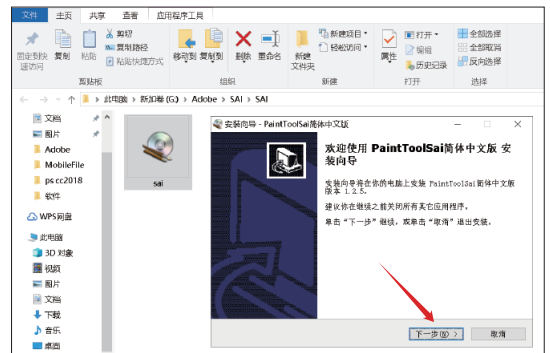 文件 主页 共享 查看 应用程序工具
固定到快速访问 复制 粘贴 剪切
复制路径
粘贴快捷方式
移动到 复制到 删除 重命名 新建文件夹
新建项目
轻松访问
属性 打开
编辑
历史记录
全部选择
全部取消
反向选择
剪贴板 组织 新建 打开 选择
此电脑 › 新加卷 (G:) › Adobe › SAI › SAI
文档
图片
Adobe
MobileFile
ps cc2018
软件
WPS网盘
此电脑
3D 对象
视频
图片
文档
下载
音乐
桌面
sai
安装向导 - PaintToolSai简体中文版
欢迎使用 PaintToolSai简体中文版 安
装向导
安装向导将在你的电脑上安装 PaintToolSai简体中文版
版本 1.2.5。
建议你在继续之前关闭所有其它应用程序。
单击“下一步”继续，或单击“取消”退出安装。
下一步(N) >
取消